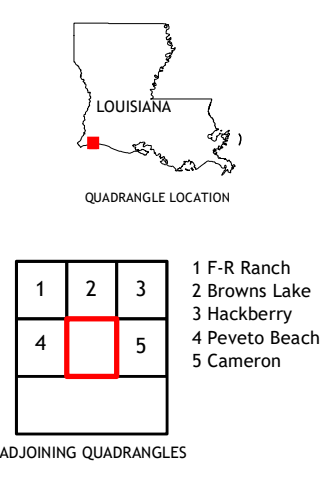 LOUISIANA
QUADRANGLE LOCATION
1 2 3
4 5
1 F-R Ranch
2 Browns Lake
3 Hackberry
4 Peveto Beach
5 Cameron
ADJOINING QUADRANGLES